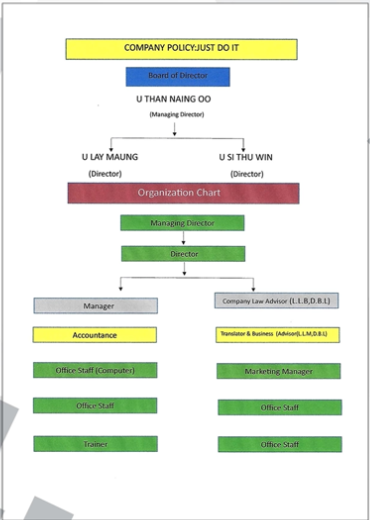 COMPANY POLICY:JUST DO IT
Board of Director
U THAN NAING OO
(Managing Director)
U LAY MAUNG
(Director)
U SI THU WIN
(Director)
Organization Chart
Managing Director
Director
Manager
Accountance
Office Staff (Computer)
Office Staff
Trainer
Company Law Advisor (L.L.B,D.B.L)
Translator & Business (Advisor(L.L.M,D.B.L)
Marketing Manager
Office Staff
Office Staff